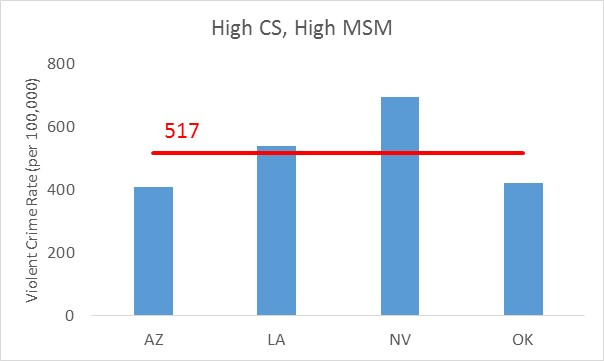 High CS, High MSM
Violent Crime Rate (per 100,000)
800
600
400
200
0
517
AZ LA NV OK